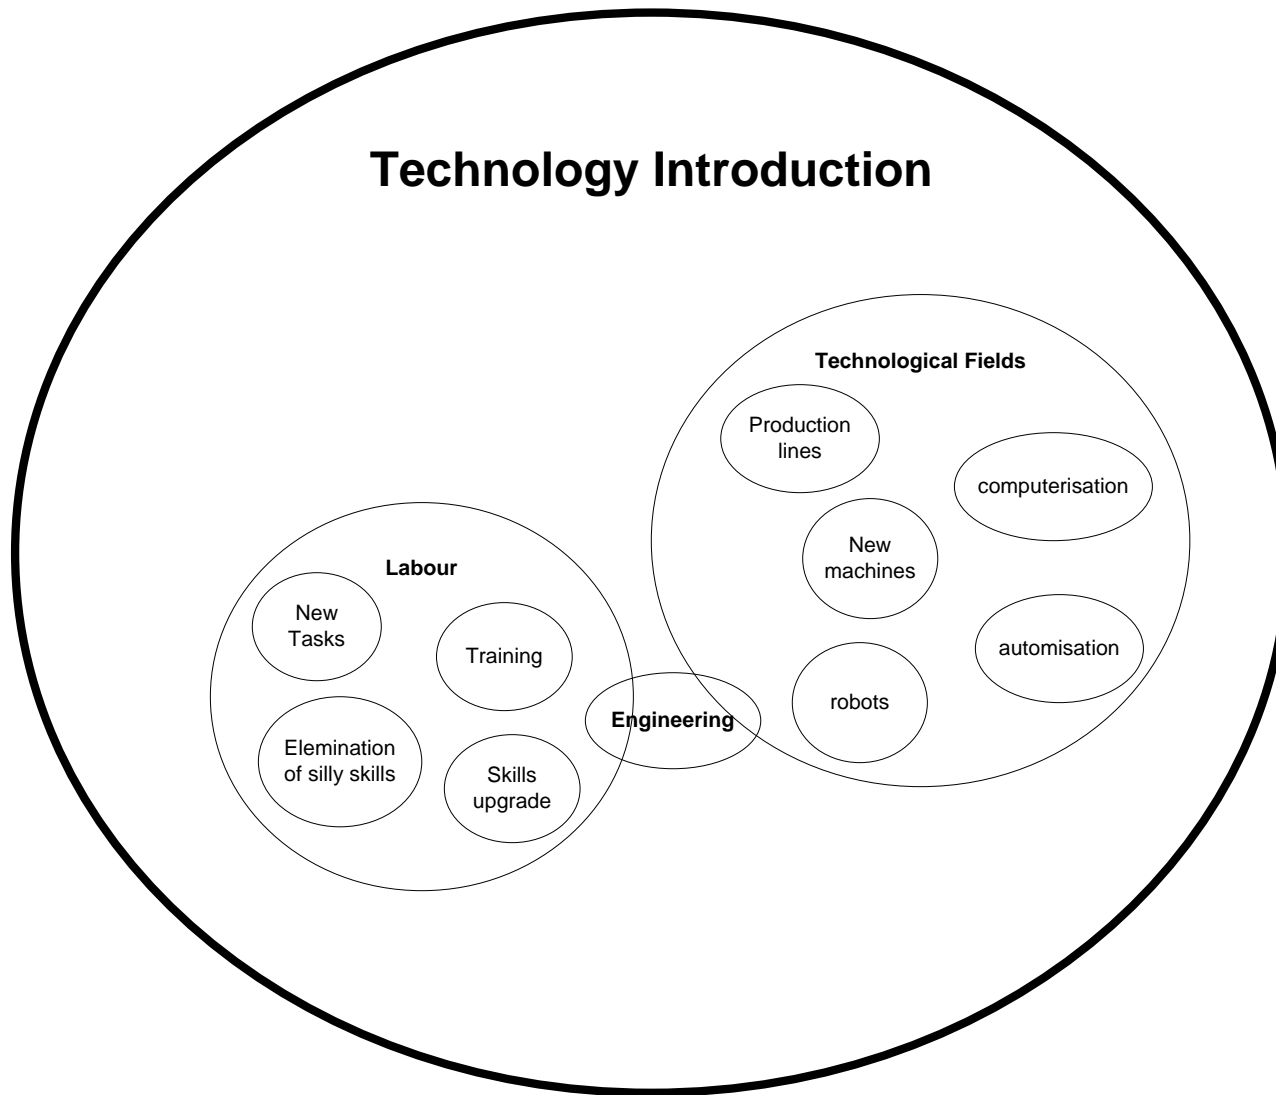 Technology Introduction
Technological Fields
Production
lines
computerisation
New
machines
automisation
robots
Labour
New
Tasks
Training
Elemination
of silly skills
Skills
upgrade
Engineering